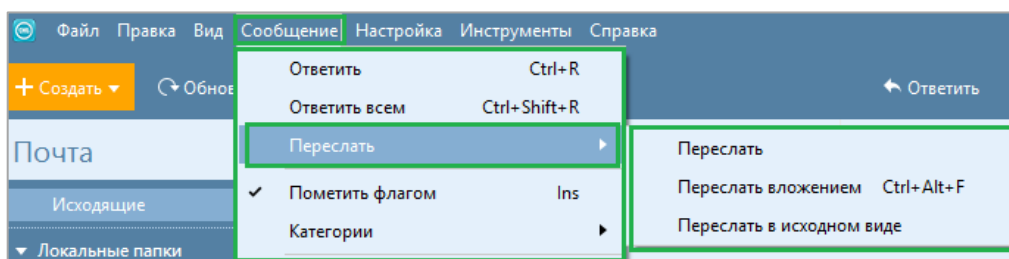 Файл Правка Вид Сообщение Настройка Инструменты Справка
+ Создать Обнов Ответить
Ответить Ctrl+R
Ответить всем Ctrl+Shift+R
Почта
Переслать
Пометить флагом Ins
Категории
Исходящие
Локальные папки
Переслать
Переслать вложением Ctrl+Alt+F
Переслать в исходном виде